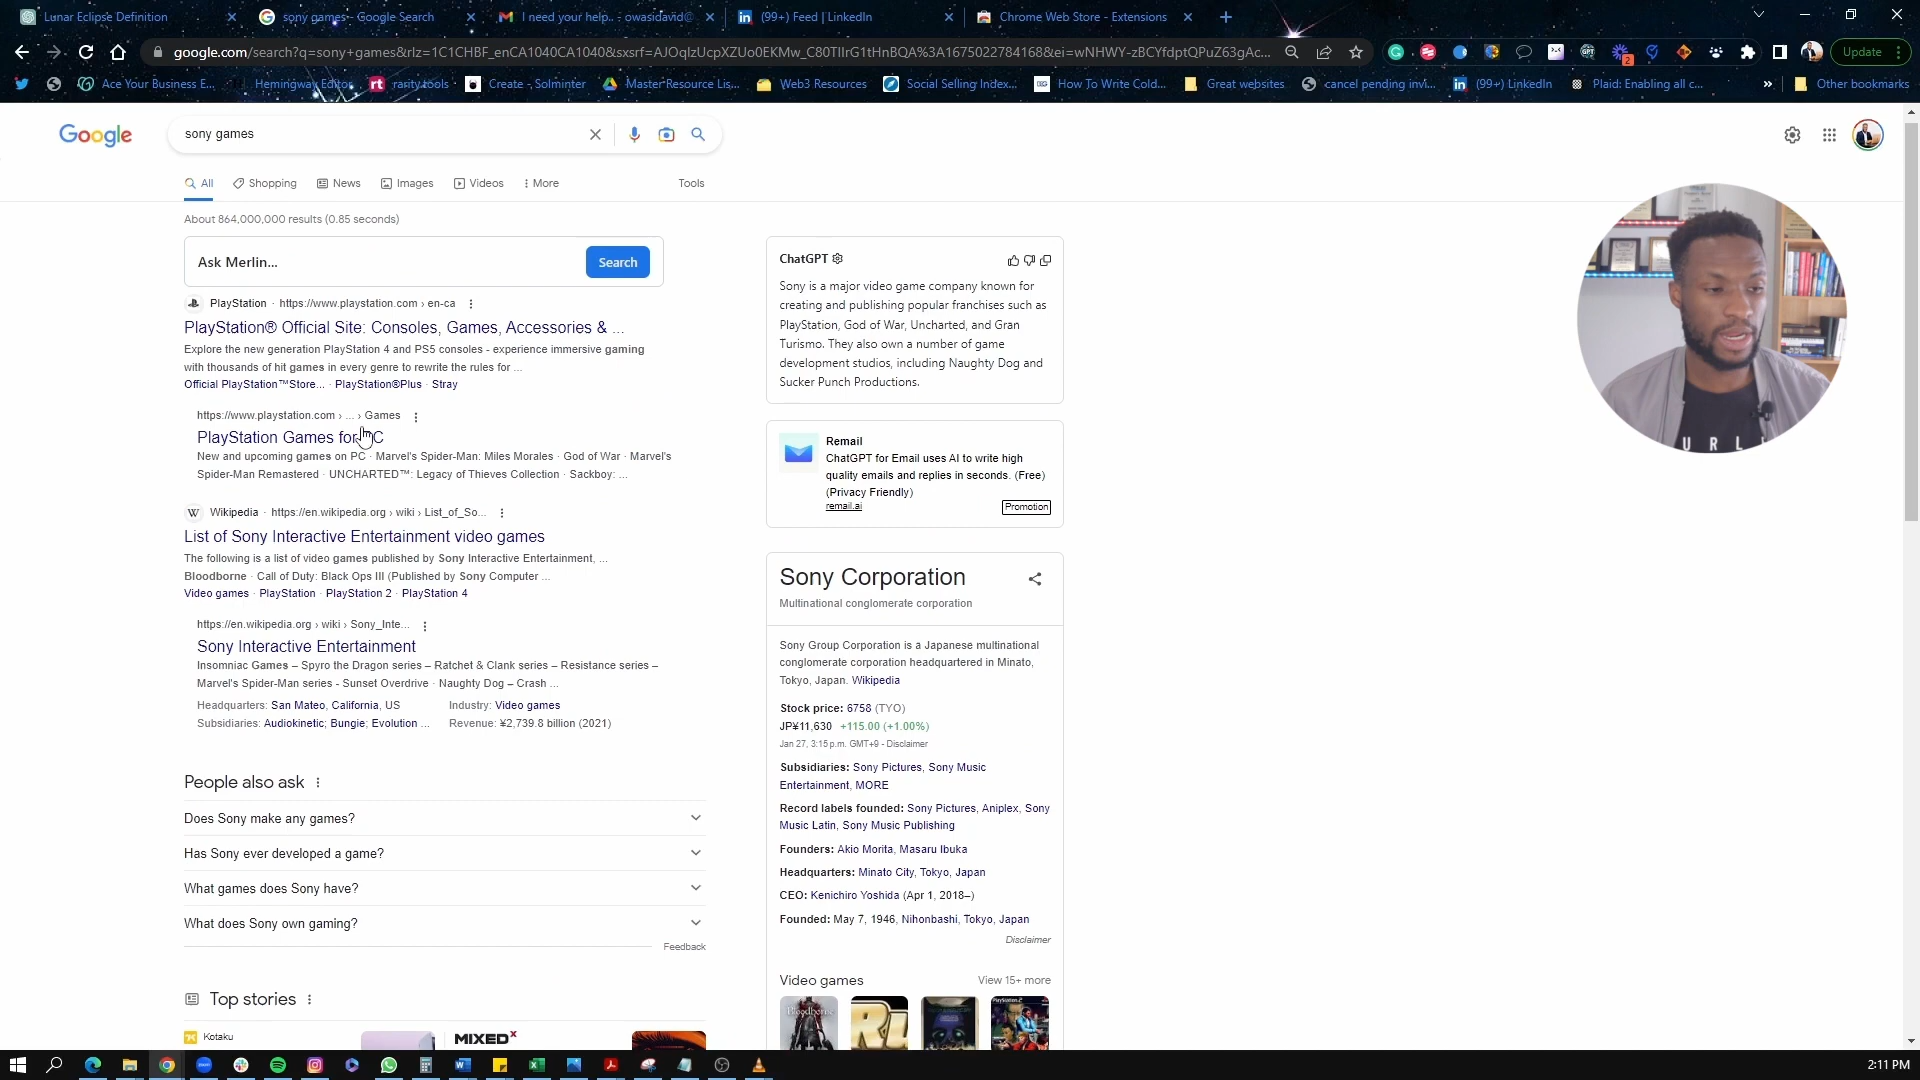 Lunar Eclipse Definition
sony games - Google Search
I need your help.. - owasidavid@
(99+) Feed | LinkedIn
Chrome Web Store - Extensions
google.com/search?q=sony+games&rlz=1C1CHBF_enCA1040CA1040&sxsrf=AJOqlzUcpXZUo0EKMw_C80TIIrG1tHnBQA%3A1675022784168&ei=wNHWY-zBCYfdptQPuZ63gAc...
Update
Ace Your Business E...
Hemingway Editor
rarity.tools
Create - Solminter
Master Resource Lis...
Web3 Resources
Social Selling Index...
How To Write Cold...
Great websites
cancel pending invi...
(99+) LinkedIn
Plaid: Enabling all c...
Other bookmarks
Google
sony games
All
Shopping
News
Images
Videos
More
Tools
About 864,000,000 results (0.85 seconds)
Ask Merlin...
Search
PlayStation · https://www.playstation.com › en-ca
PlayStation® Official Site: Consoles, Games, Accessories & ...
Explore the new generation PlayStation 4 and PS5 consoles - experience immersive gaming
with thousands of hit games in every genre to rewrite the rules for ...
Official PlayStation™Store... · PlayStation®Plus · Stray
https://www.playstation.com › ... › Games
PlayStation Games for PC
New and upcoming games on PC · Marvel's Spider-Man: Miles Morales · God of War · Marvel's
Spider-Man Remastered · UNCHARTED™: Legacy of Thieves Collection · Sackboy: ...
Wikipedia · https://en.wikipedia.org › wiki › List_of_So...
List of Sony Interactive Entertainment video games
The following is a list of video games published by Sony Interactive Entertainment, ...
Bloodborne · Call of Duty: Black Ops III (Published by Sony Computer ...
Video games · PlayStation · PlayStation 2 · PlayStation 4
https://en.wikipedia.org › wiki › Sony_Inte...
Sony Interactive Entertainment
Insomniac Games – Spyro the Dragon series – Ratchet & Clank series – Resistance series –
Marvel's Spider-Man series - Sunset Overdrive · Naughty Dog – Crash ...
Headquarters: San Mateo, California, US
Industry: Video games
Subsidiaries: Audiokinetic; Bungie; Evolution ...
Revenue: ¥2,739.8 billion (2021)
People also ask
Does Sony make any games?
Has Sony ever developed a game?
What games does Sony have?
What does Sony own gaming?
Feedback
Top stories
Kotaku
MIXED
ChatGPT
Sony is a major video game company known for
creating and publishing popular franchises such as
PlayStation, God of War, Uncharted, and Gran
Turismo. They also own a number of game
development studios, including Naughty Dog and
Sucker Punch Productions.
Remail
ChatGPT for Email uses AI to write high
quality emails and replies in seconds. (Free)
(Privacy Friendly)
remail.ai
Promotion
Sony Corporation
Multinational conglomerate corporation
Sony Group Corporation is a Japanese multinational
conglomerate corporation headquartered in Minato,
Tokyo, Japan. Wikipedia
Stock price: 6758 (TYO)
JP¥11,630 +115.00 (+1.00%)
Jan 27, 3:15 p.m. GMT+9 - Disclaimer
Subsidiaries: Sony Pictures, Sony Music
Entertainment, MORE
Record labels founded: Sony Pictures, Aniplex, Sony
Music Latin, Sony Music Publishing
Founders: Akio Morita, Masaru Ibuka
Headquarters: Minato City, Tokyo, Japan
CEO: Kenichiro Yoshida (Apr 1, 2018–)
Founded: May 7, 1946, Nihonbashi, Tokyo, Japan
Disclaimer
Video games
View 15+ more
Bloodborne
PlayStation 2
U R L
2:11 PM